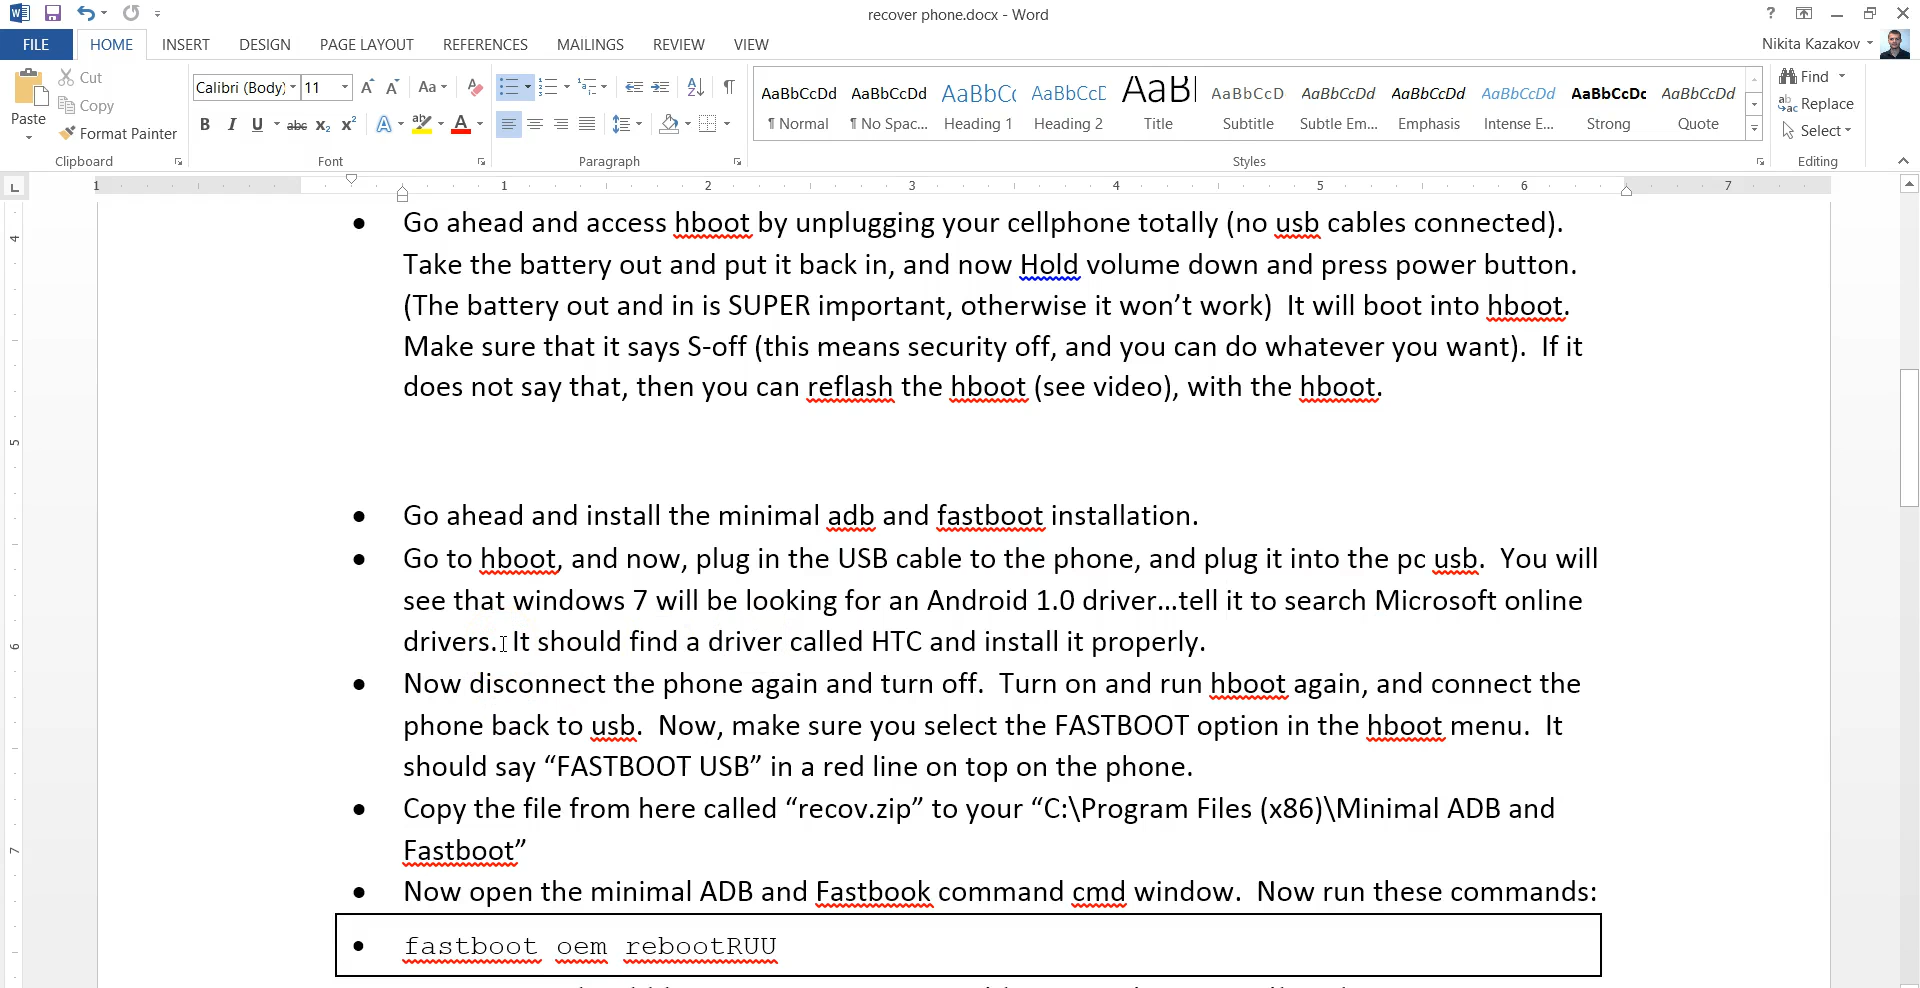 recover phone.docx - Word
?
Nikita Kazakov
FILE HOME INSERT DESIGN PAGE LAYOUT REFERENCES MAILINGS REVIEW VIEW
Paste
Cut
Copy
Format Painter
Clipboard
Calibri (Body) 11
Font
Paragraph
AaBbCcDd AaBbCcDd AaBbCc AaBbCcE AaBl AaBbCcD AaBbCcDd AaBbCcDd AaBbCcDd AaBbCcDc AaBbCcDd
¶ Normal ¶ No Spac... Heading 1 Heading 2 Title Subtitle Subtle Em... Emphasis Intense E... Strong Quote
Styles
Find
Replace
Select
Editing
1 1 2 3 4 5 6 7
4
5
6
7
• Go ahead and access hboot by unplugging your cellphone totally (no usb cables connected).
Take the battery out and put it back in, and now Hold volume down and press power button.
(The battery out and in is SUPER important, otherwise it won’t work)  It will boot into hboot.
Make sure that it says S-off (this means security off, and you can do whatever you want).  If it
does not say that, then you can reflash the hboot (see video), with the hboot.
• Go ahead and install the minimal adb and fastboot installation.
• Go to hboot, and now, plug in the USB cable to the phone, and plug it into the pc usb.  You will
see that windows 7 will be looking for an Android 1.0 driver…tell it to search Microsoft online
drivers.  It should find a driver called HTC and install it properly.
• Now disconnect the phone again and turn off.  Turn on and run hboot again, and connect the
phone back to usb.  Now, make sure you select the FASTBOOT option in the hboot menu.  It
should say “FASTBOOT USB” in a red line on top on the phone.
• Copy the file from here called “recov.zip” to your “C:\Program Files (x86)\Minimal ADB and
Fastboot”
• Now open the minimal ADB and Fastbook command cmd window.  Now run these commands:
• fastboot oem rebootRUU